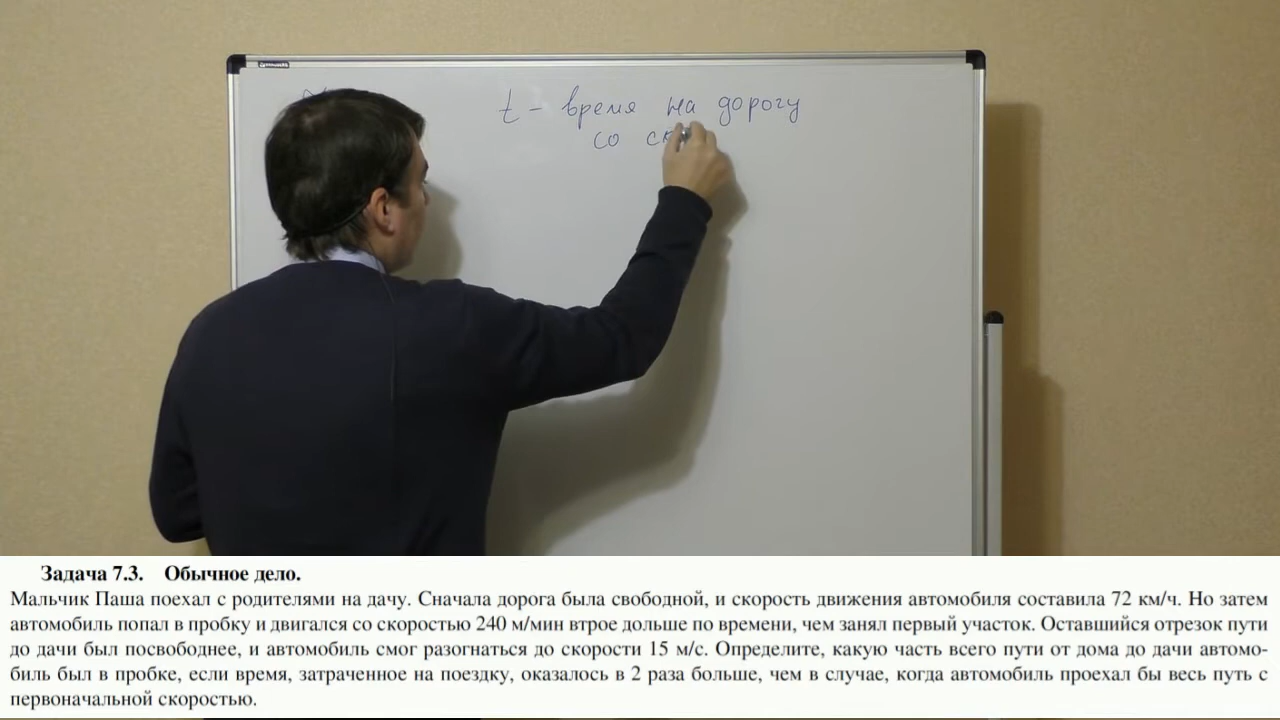 t - время на дорогу
со ск
Задача 7.3. Обычное дело.
Мальчик Паша поехал с родителями на дачу. Сначала дорога была свободной, и скорость движения автомобиля составила 72 км/ч. Но затем
автомобиль попал в пробку и двигался со скоростью 240 м/мин втрое дольше по времени, чем занял первый участок. Оставшийся отрезок пути
до дачи был посвободнее, и автомобиль смог разогнаться до скорости 15 м/с. Определите, какую часть всего пути от дома до дачи автомо-
биль был в пробке, если время, затраченное на поездку, оказалось в 2 раза больше, чем в случае, когда автомобиль проехал бы весь путь с
первоначальной скоростью.